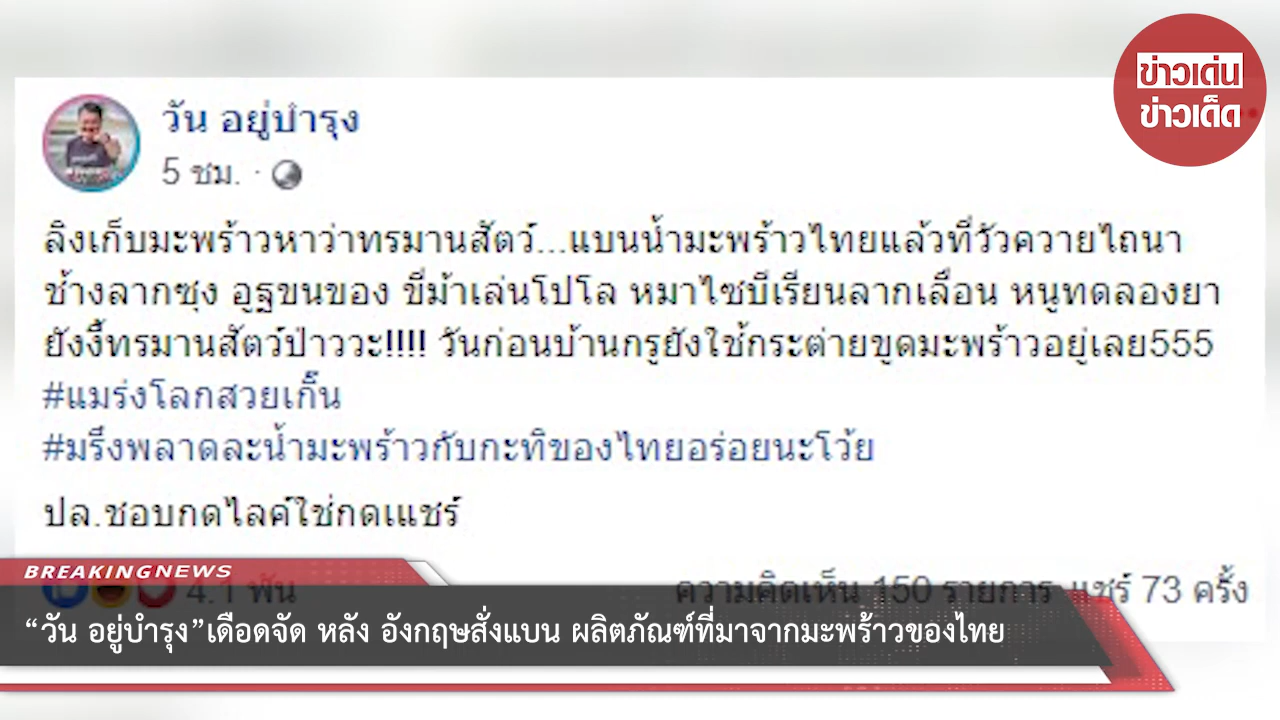 ข่าวเด่น
ข่าวเด็ด
วัน อยู่บำรุง
5 ชม. ·
ลิงเก็บมะพร้าวหาว่าทรมานสัตว์...แบนน้ำมะพร้าวไทยแล้วที่วัวควายไถนา
ช้างลากซุง อูฐขนของ ขี่ม้าเล่นโปโล หมาไซบีเรียนลากเลื่อน หนูทดลองยา
ยังงี้ทรมานสัตว์ป่าววะ!!!! วันก่อนบ้านกรูยังใช้กระต่ายขูดมะพร้าวอยู่เลย555
#แมร่งโลกสวยเกิ๊น
#มรึงพลาดละน้ำมะพร้าวกับกะทิของไทยอร่อยนะโว้ย
ปล.ชอบกดไลค์ใช่กดแชร์
4.1 พัน
ความคิดเห็น 150 รายการ แชร์ 73 ครั้ง
BREAKINGNEWS
“วัน อยู่บำรุง”เดือดจัด หลัง อังกฤษสั่งแบน ผลิตภัณฑ์ที่มาจากมะพร้าวของไทย